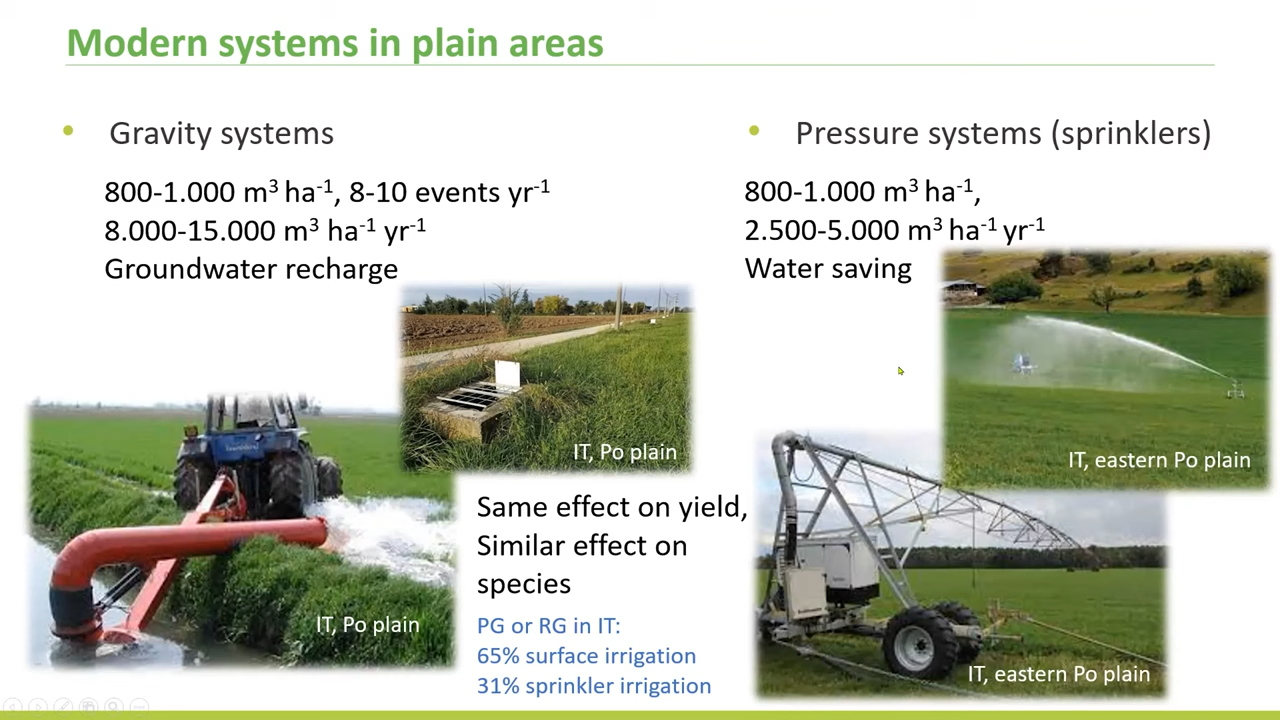 Modern systems in plain areas
• Gravity systems
800-1.000 m³ ha⁻¹, 8-10 events yr⁻¹
8.000-15.000 m³ ha⁻¹ yr⁻¹
Groundwater recharge
IT, Po plain
IT, Po plain
Same effect on yield,
Similar effect on
species
PG or RG in IT:
65% surface irrigation
31% sprinkler irrigation
• Pressure systems (sprinklers)
800-1.000 m³ ha⁻¹,
2.500-5.000 m³ ha⁻¹ yr⁻¹
Water saving
IT, eastern Po plain
IT, eastern Po plain